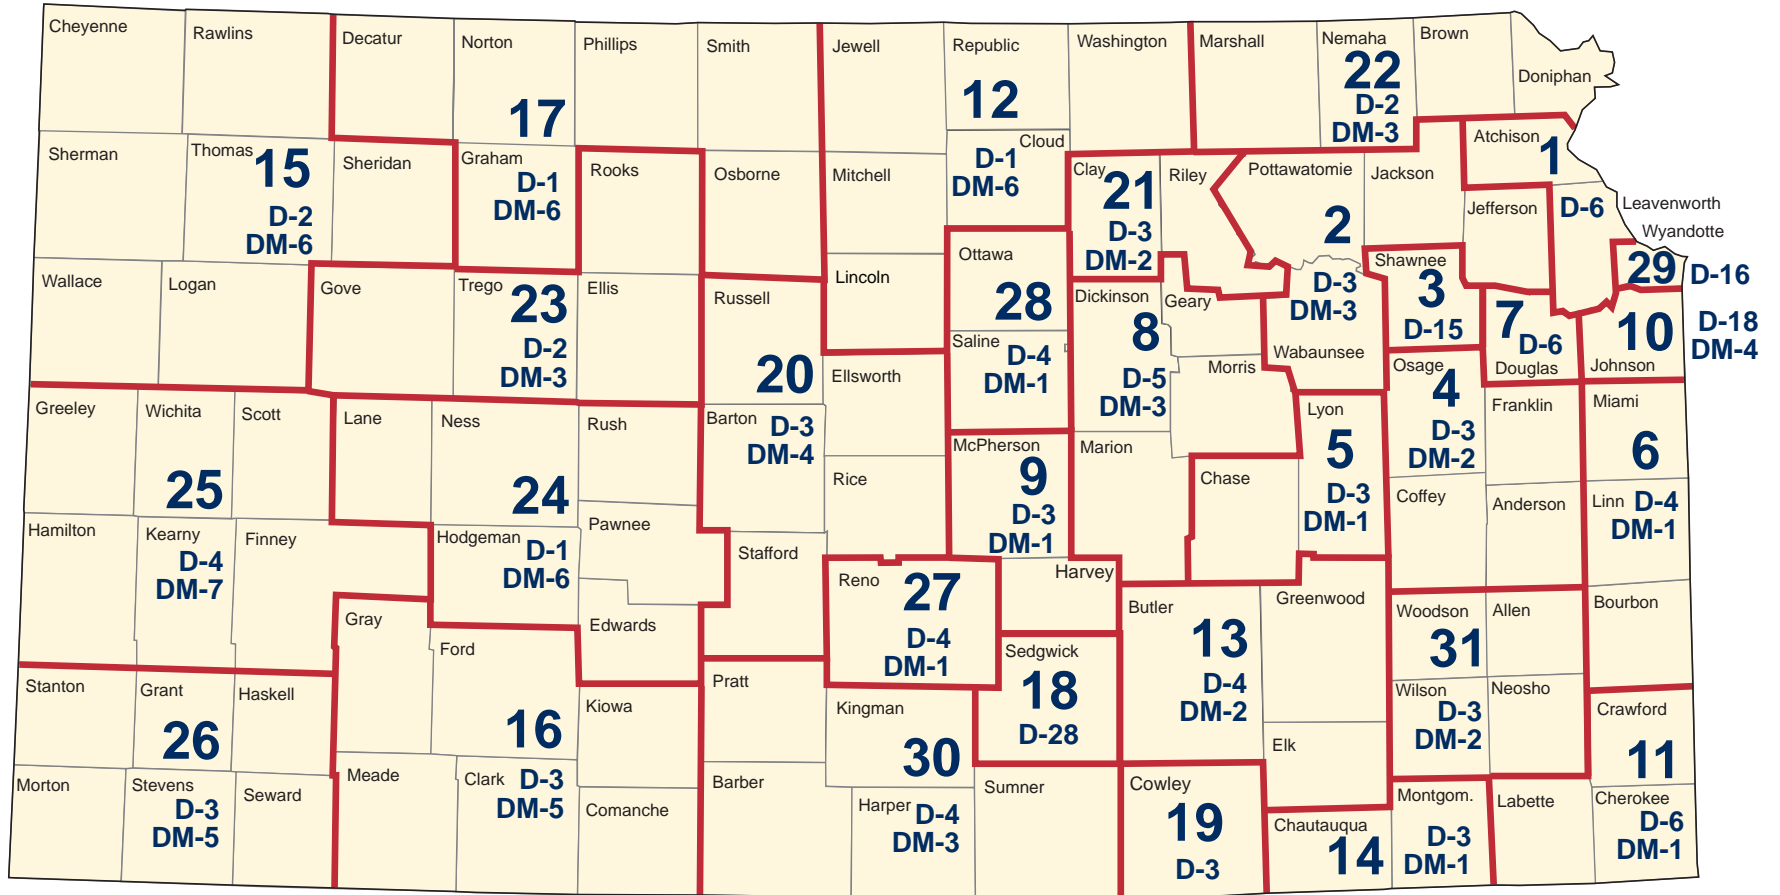 Cheyenne
Rawlins
Decatur
Norton
Phillips
Smith
Jewell
Republic
Washington
Marshall
Nemaha
Brown
Doniphan
17
12
22
D-2
DM-3
Sherman
Thomas
15
D-2
DM-6
Sheridan
Graham
D-1
DM-6
Rooks
Osborne
Mitchell
Cloud
D-1
DM-6
Clay
21
D-3
DM-2
Riley
Pottawatomie
2
D-3
DM-3
Jackson
Atchison
1
Jefferson
D-6
Leavenworth
Wyandotte
29
D-16
Wallace
Logan
Gove
Trego
23
D-2
DM-3
Ellis
Russell
20
Lincoln
Ottawa
28
Saline
D-4
DM-1
Dickinson
8
D-5
DM-3
Geary
Morris
Wabaunsee
Shawnee
3
D-15
7
D-6
Douglas
10
Johnson
D-18
DM-4
Greeley
Wichita
Scott
25
Lane
Ness
24
Rush
Barton
D-3
DM-4
Ellsworth
Rice
McPherson
9
D-3
DM-1
Marion
Chase
Lyon
5
D-3
DM-1
Osage
4
D-3
DM-2
Franklin
Miami
6
Coffey
Anderson
Linn
D-4
DM-1
Hamilton
Kearny
D-4
DM-7
Finney
Hodgeman
D-1
DM-6
Pawnee
Edwards
Stafford
Reno
27
D-4
DM-1
Harvey
Butler
13
D-4
DM-2
Greenwood
Woodson
31
Allen
Bourbon
Gray
Ford
16
Stanton
Grant
26
Haskell
Kiowa
Pratt
Kingman
30
Sedgwick
18
D-28
Elk
Wilson
D-3
DM-2
Neosho
Crawford
11
Morton
Stevens
D-3
DM-5
Seward
Meade
Clark
D-3
DM-5
Comanche
Barber
Harper
D-4
DM-3
Sumner
Cowley
19
D-3
Chautauqua
14
Montgom.
D-3
DM-1
Labette
Cherokee
D-6
DM-1